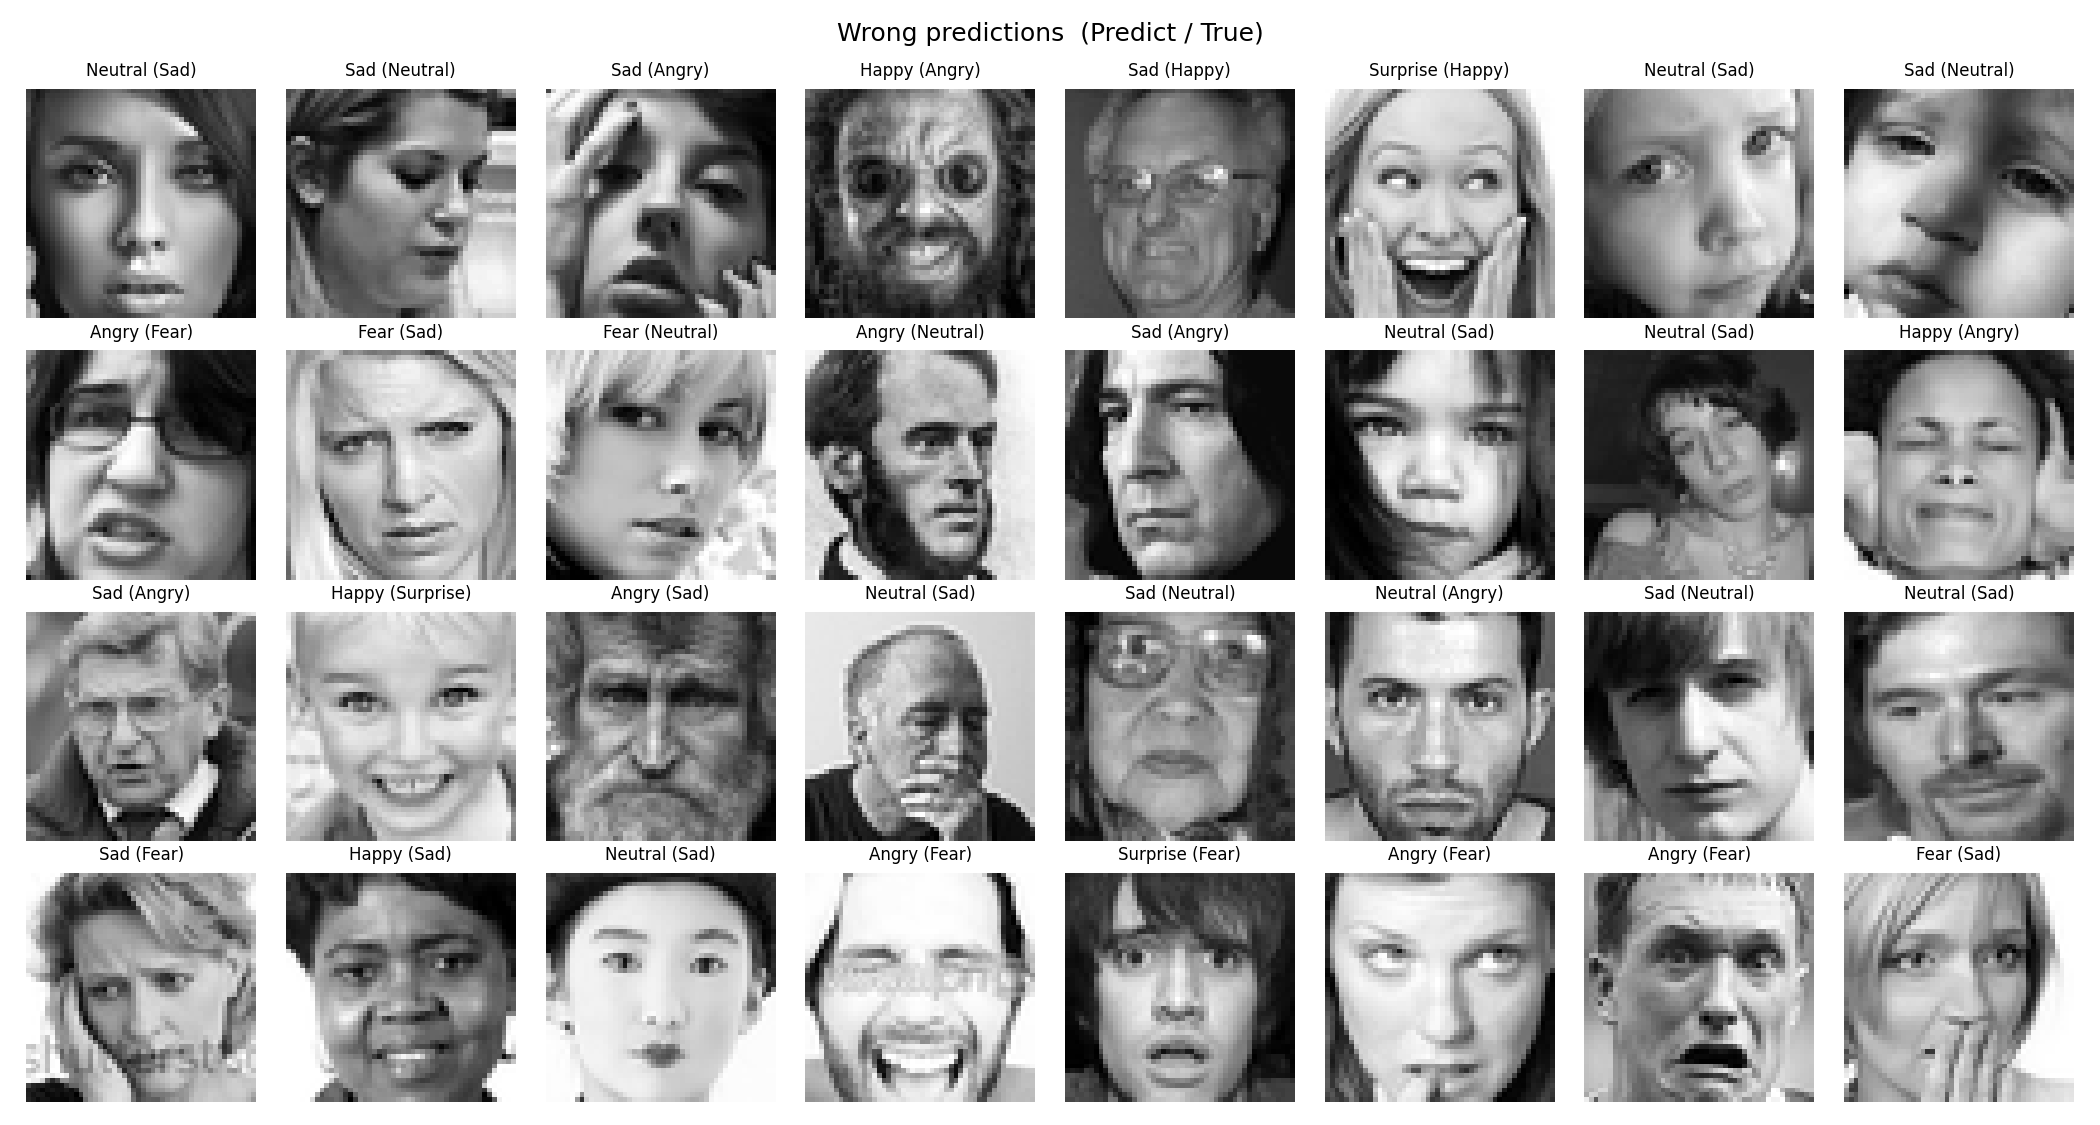 Wrong predictions  (Predict / True)
Neutral (Sad) Sad (Neutral) Sad (Angry) Happy (Angry) Sad (Happy) Surprise (Happy) Neutral (Sad) Sad (Neutral)
Angry (Fear) Fear (Sad) Fear (Neutral) Angry (Neutral) Sad (Angry) Neutral (Sad) Neutral (Sad) Happy (Angry)
Sad (Angry) Happy (Surprise) Angry (Sad) Neutral (Sad) Sad (Neutral) Neutral (Angry) Sad (Neutral) Neutral (Sad)
Sad (Fear) Happy (Sad) Neutral (Sad) Angry (Fear) Surprise (Fear) Angry (Fear) Angry (Fear) Fear (Sad)